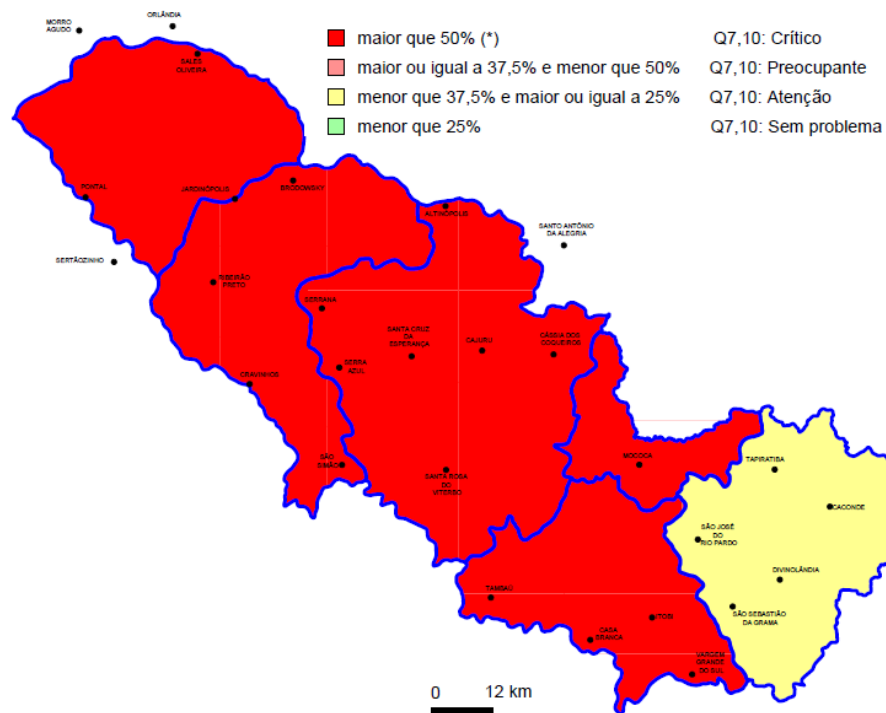 MORRO
AGUDO
ORLÂNDIA
SALES
OLIVEIRA
maior que 50% (*) Q7,10: Crítico
maior ou igual a 37,5% e menor que 50% Q7,10: Preocupante
menor que 37,5% e maior ou igual a 25% Q7,10: Atenção
menor que 25% Q7,10: Sem problema
PONTAL
JARDINÓPOLIS
BRODOWSKY
ALTINÓPOLIS
SANTO ANTÔNIO
DA ALEGRIA
SERTÃOZINHO
RIBEIRÃO
PRETO
SERRANA
SANTA CRUZ
DA
ESPERANÇA
CAJURU
CÁSSIA DOS
COQUEIROS
SERRA
AZUL
CRAVINHOS
SÃO
SIMÃO
SANTA ROSA
DO
VITERBO
MOCOCA
TAPIRATIBA
CACONDE
SÃO JOSÉ
DO
RIO PARDO
DIVINOLÂNDIA
TAMBAÚ
ITOBI
SÃO SEBASTIÃO
DA GRAMA
CASA
BRANCA
VARGEM
GRANDE
DO SUL
0 12 km